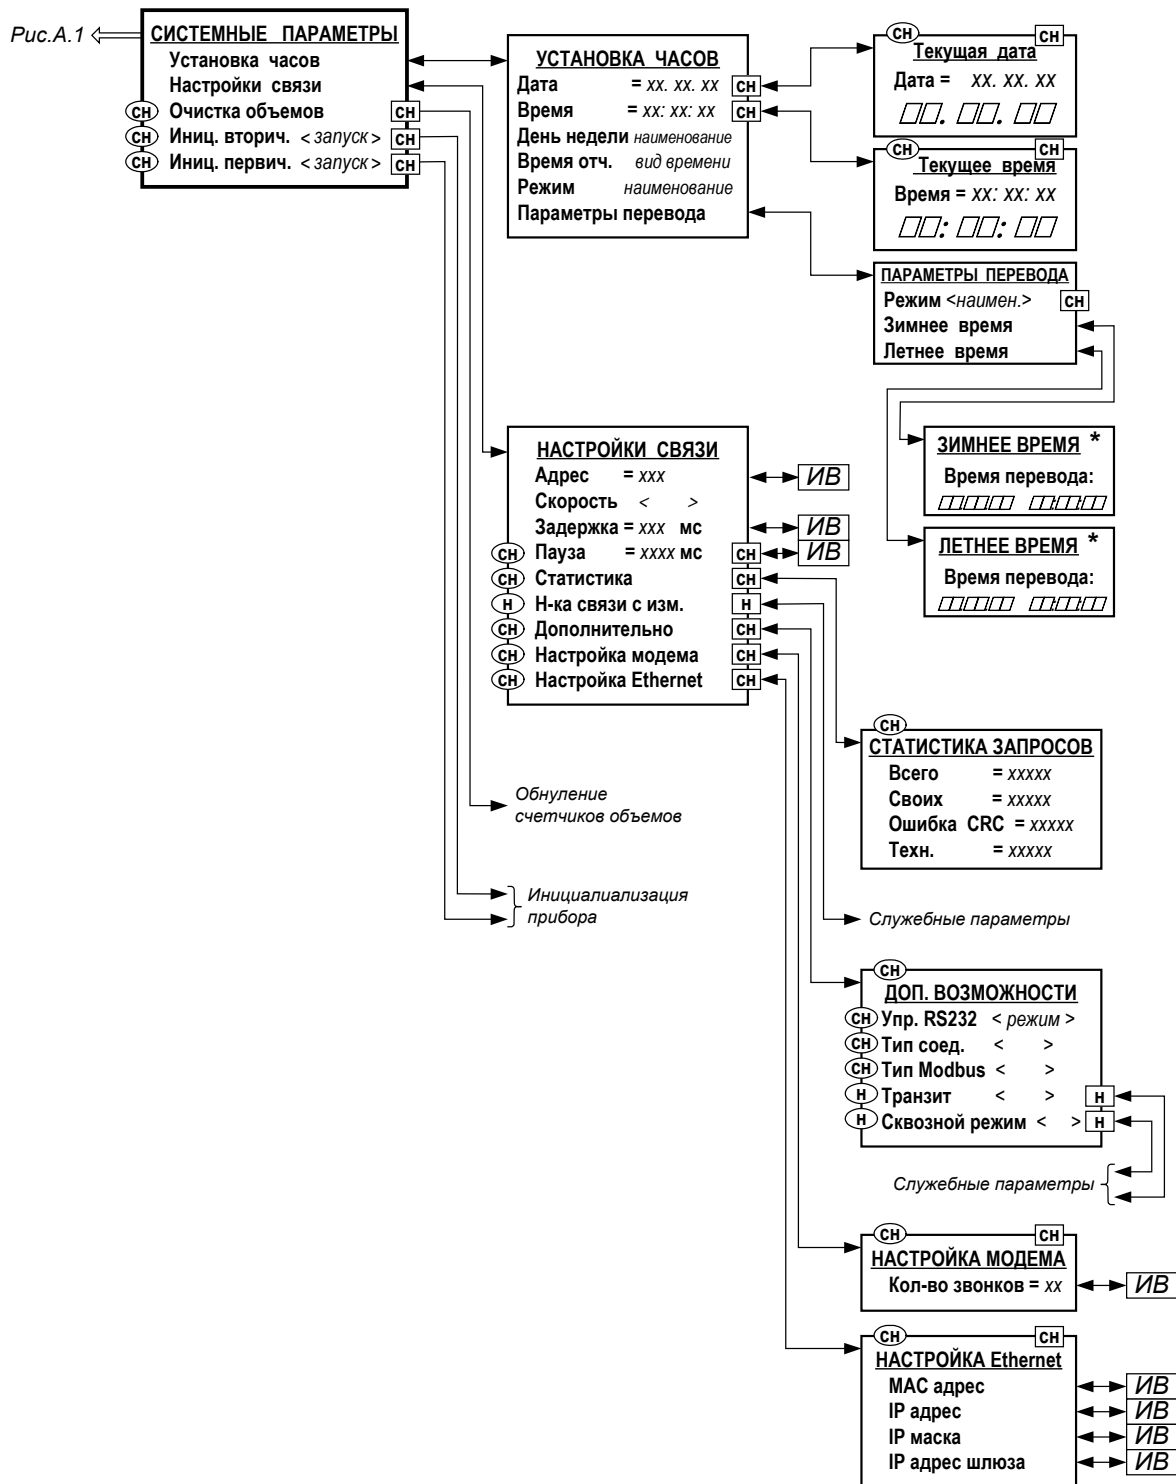 Рис.А.1
СИСТЕМНЫЕ ПАРАМЕТРЫ
Установка часов
Настройки связи
СН Очистка объемов СН
СН Иниц. вторич. < запуск > СН
СН Иниц. первич. < запуск > СН
УСТАНОВКА ЧАСОВ
Дата = хх. хх. хх СН
Время = хх: хх: хх СН
День недели наименование
Время отч. вид времени
Режим наименование
Параметры перевода
СН СН
Текущая дата
Дата = хх. хх. хх
00. 00. 00
СН СН
Текущее время
Время = хх: хх: хх
00: 00: 00
ПАРАМЕТРЫ ПЕРЕВОДА
Режим <наимен.> СН
Зимнее время
Летнее время
ЗИМНЕЕ ВРЕМЯ *
Время перевода:
ЛЕТНЕЕ ВРЕМЯ *
Время перевода:
НАСТРОЙКИ СВЯЗИ
Адрес = ххх ИВ
Скорость < >
Задержка = ххх мс ИВ
СН Пауза = хххх мс СН ИВ
СН Статистика СН
Н Н-ка связи с изм. Н
СН Дополнительно СН
СН Настройка модема СН
СН Настройка Ethernet СН
СН
СТАТИСТИКА ЗАПРОСОВ
Всего = ххххх
Своих = ххххх
Ошибка CRC = ххххх
Техн. = ххххх
Обнуление
счетчиков объемов
Инициалиализация
прибора
Служебные параметры
СН
ДОП. ВОЗМОЖНОСТИ
СН Упр. RS232 < режим >
СН Тип соед. < >
СН Тип Modbus < >
Н Транзит < > Н
Н Сквозной режим < > Н
Служебные параметры
СН СН
НАСТРОЙКА МОДЕМА
Кол-во звонков = хх ИВ
СН СН
НАСТРОЙКА Ethernet
МАС адрес ИВ
IP адрес ИВ
IP маска ИВ
IP адрес шлюза ИВ